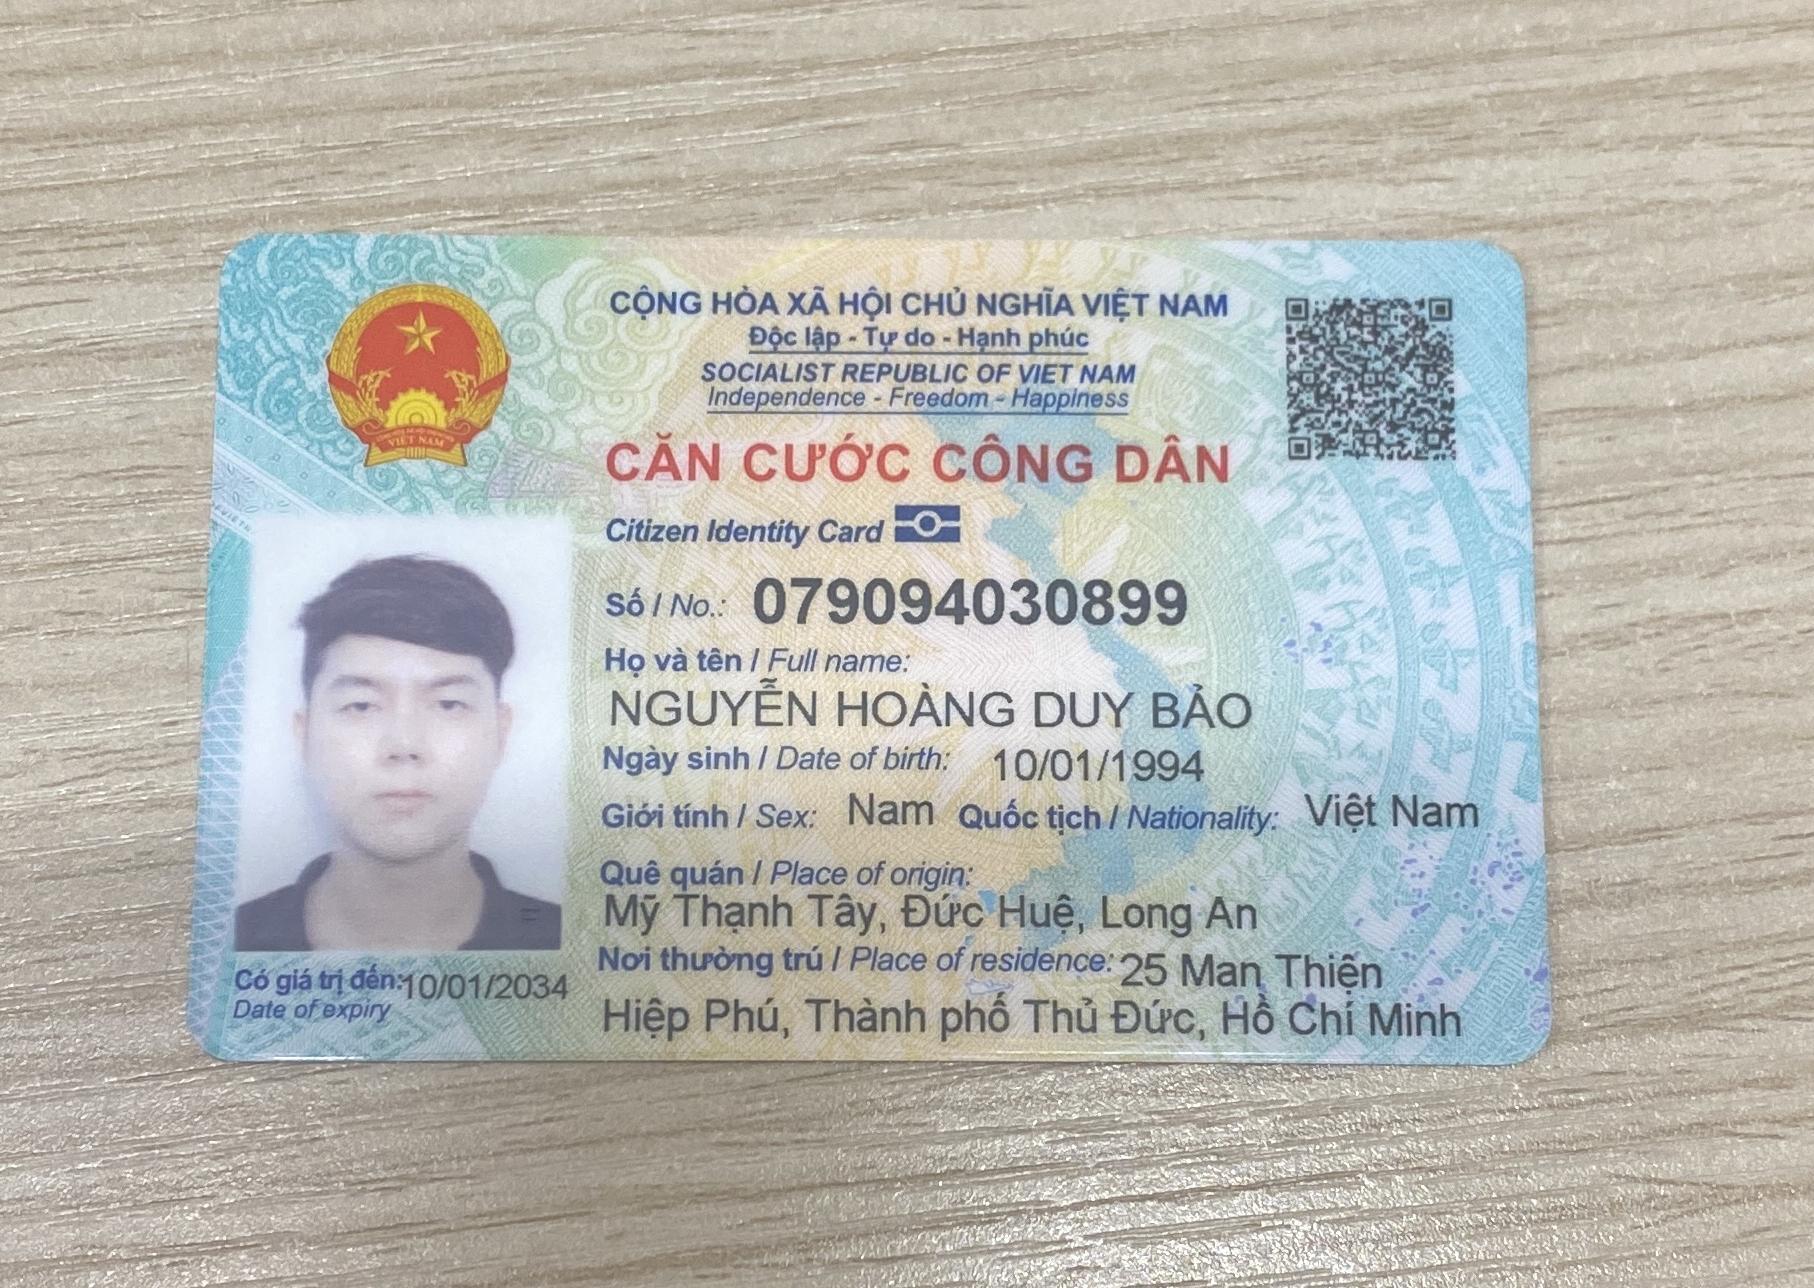 CỘNG HÒA XÃ HỘI CHỦ NGHĨA VIỆT NAM
Độc lập - Tự do - Hạnh phúc
SOCIALIST REPUBLIC OF VIET NAM
Independence - Freedom - Happiness
CĂN CƯỚC CÔNG DÂN
Citizen Identity Card
Số / No.: 079094030899
Họ và tên / Full name:
NGUYỄN HOÀNG DUY BẢO
Ngày sinh / Date of birth: 10/01/1994
Giới tính / Sex: Nam Quốc tịch / Nationality: Việt Nam
Quê quán / Place of origin:
Mỹ Thạnh Tây, Đức Huệ, Long An
Nơi thường trú / Place of residence: 25 Man Thiện
Hiệp Phú, Thành phố Thủ Đức, Hồ Chí Minh
Có giá trị đến: 10/01/2034
Date of expiry
VIỆT NAM